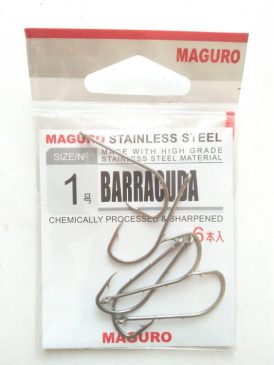 MAGURO
MAGURO STAINLESS STEEL
SIZE/Nº
MADE WITH HIGH GRADE
STAINLESS STEEL MATERIAL
1号
BARRACUDA
CHEMICALLY PROCESSED & SHARPENED
6本入
MAGURO